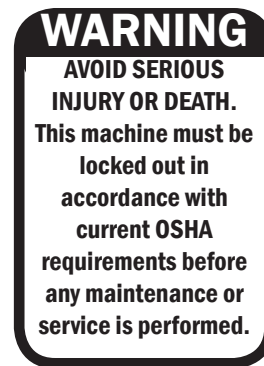 WARNING
AVOID SERIOUS
INJURY OR DEATH.
This machine must be
locked out in
accordance with
current OSHA
requirements before
any maintenance or
service is performed.